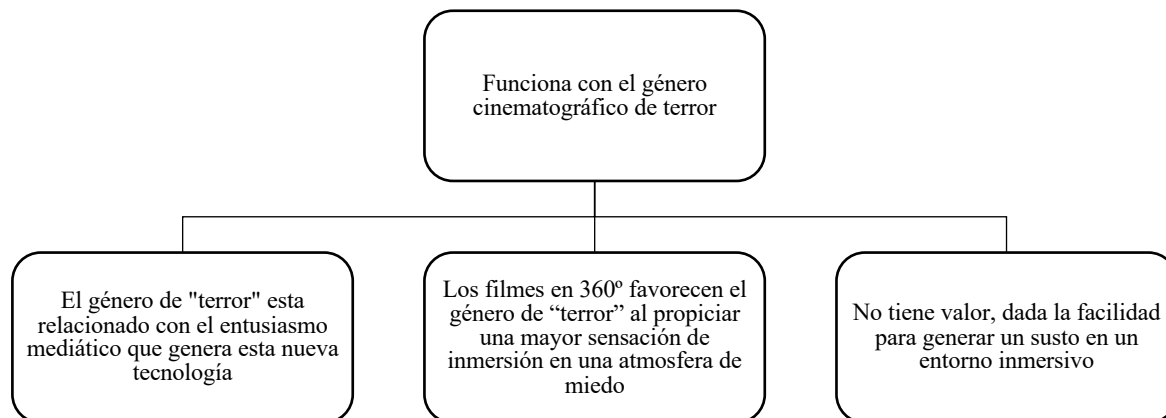 Funciona con el género
cinematográfico de terror
El género de "terror" esta
relacionado con el entusiasmo
mediático que genera esta nueva
tecnología
Los filmes en 360º favorecen el
género de “terror” al propiciar
una mayor sensación de
inmersión en una atmosfera de
miedo
No tiene valor, dada la facilidad
para generar un susto en un
entorno inmersivo